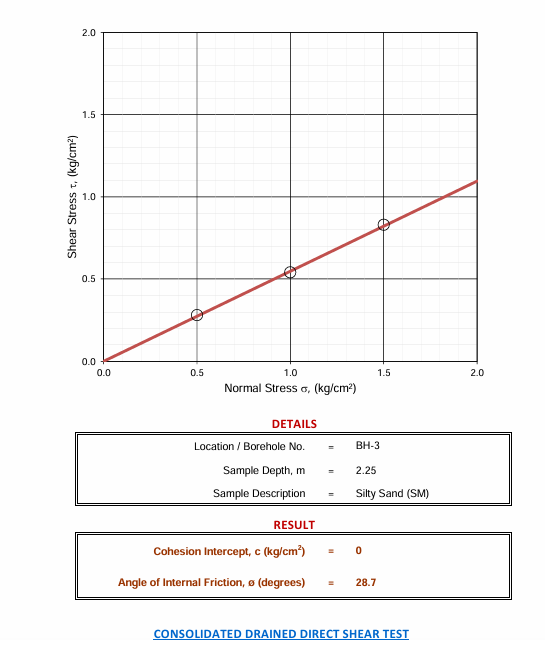 2.0
1.5
1.0
0.5
0.0
Shear Stress τ, (kg/cm²)
0.0 0.5 1.0 1.5 2.0
Normal Stress σ, (kg/cm²)
DETAILS
Location / Borehole No. = BH-3
Sample Depth, m = 2.25
Sample Description = Silty Sand (SM)
RESULT
Cohesion Intercept, c (kg/cm²) = 0
Angle of Internal Friction, ø (degrees) = 28.7
CONSOLIDATED DRAINED DIRECT SHEAR TEST